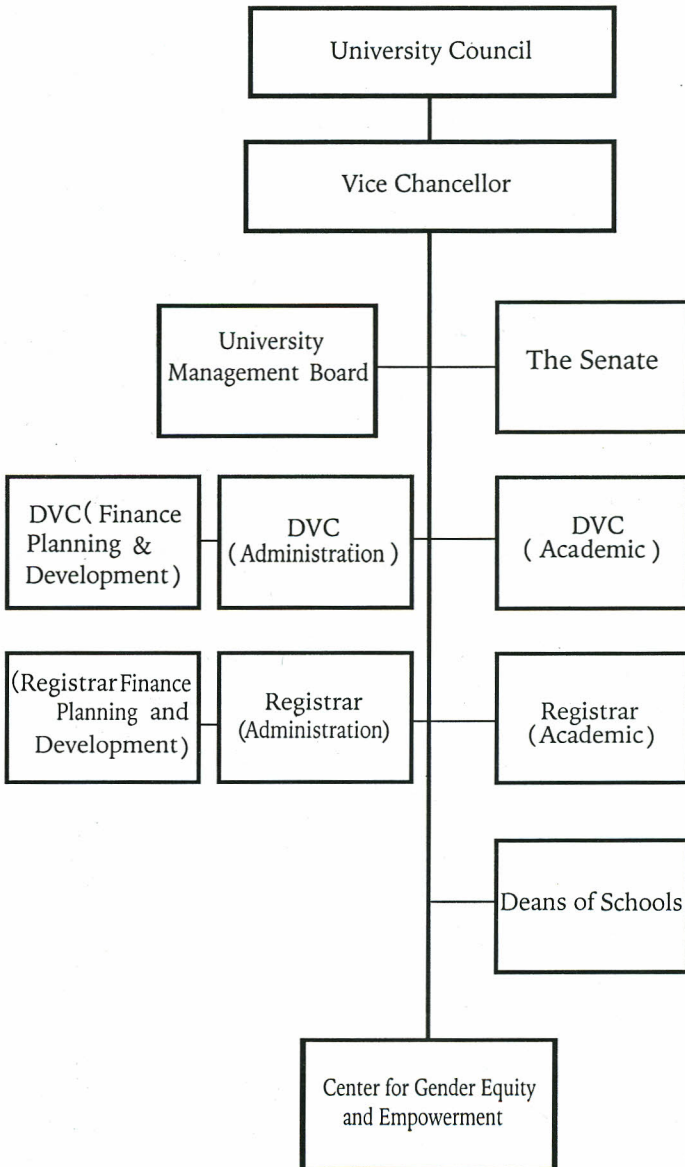 University Council
Vice Chancellor
University
Management Board
The Senate
DVC( Finance
Planning &
Development)
DVC
(Administration)
DVC
( Academic )
(Registrar Finance
Planning and
Development)
Registrar
(Administration)
Registrar
(Academic)
Deans of Schools
Center for Gender Equity
and Empowerment